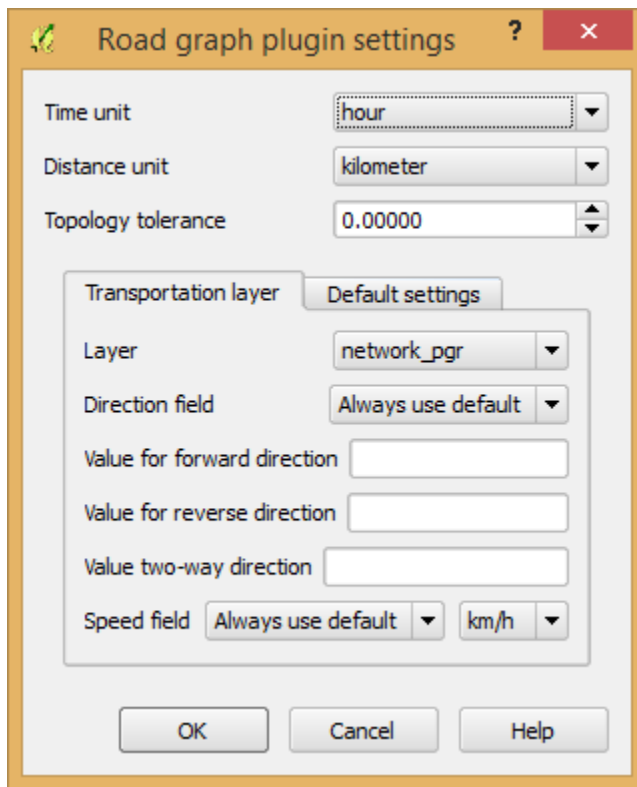 Road graph plugin settings ? ×
Time unit hour
Distance unit kilometer
Topology tolerance 0.00000
Transportation layer Default settings
Layer network_pgr
Direction field Always use default
Value for forward direction
Value for reverse direction
Value two-way direction
Speed field Always use default km/h
OK Cancel Help